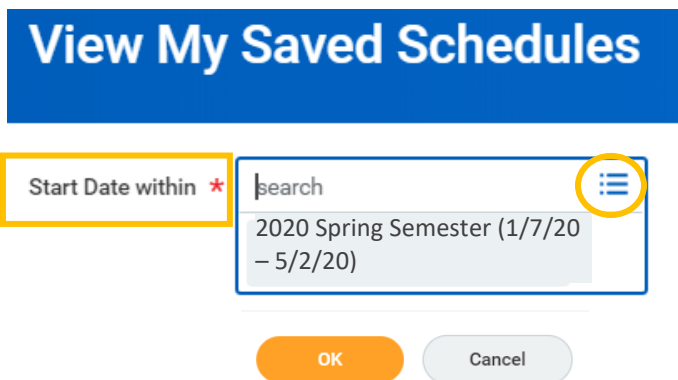 View My Saved Schedules
Start Date within *
search
2020 Spring Semester (1/7/20
– 5/2/20)
OK
Cancel